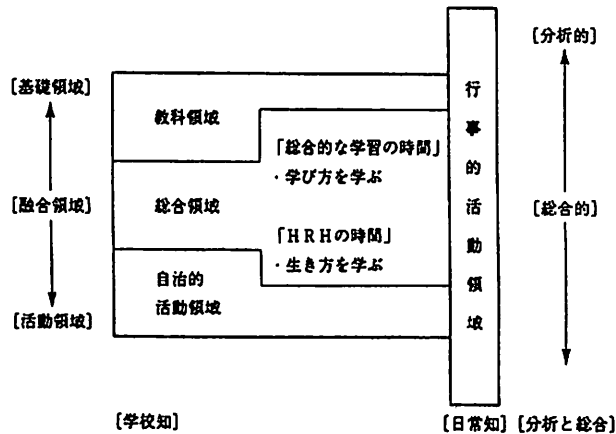 [分析的]
[基礎領域]
教科領域
行事的活動領域
「総合的な学習の時間」
・学び方を学ぶ
[融合領域]
総合領域
[総合的]
「HRHの時間」
・生き方を学ぶ
自治的
活動領域
[活動領域]
[学校知]
[日常知]
[分析と総合]